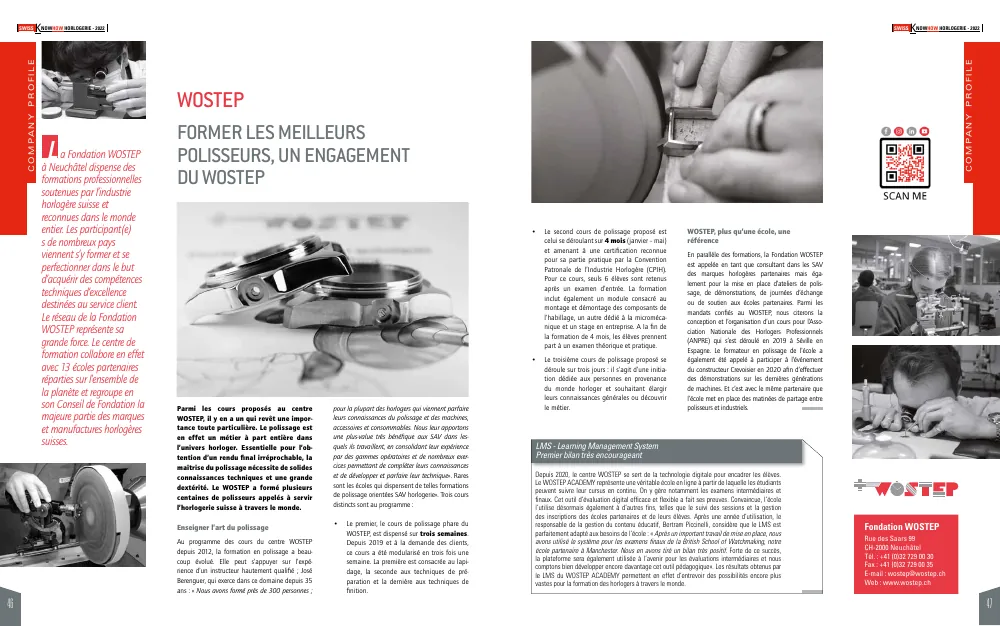 SWISS KNOWHOW HORLOGERIE - 2022
COMPANY PROFILE
La Fondation WOSTEP
à Neuchâtel dispense des
formations professionnelles
soutenues par l'industrie
horlogère suisse et
reconnues dans le monde
entier. Les participant(e)
s de nombreux pays
viennent s'y former et se
perfectionner dans le but
d'acquérir des compétences
techniques d'excellence
destinées au service client.
Le réseau de la Fondation
WOSTEP représente sa
grande force. Le centre de
formation collabore en effet
avec 13 écoles partenaires
réparties sur l'ensemble de
la planète et regroupe en
son Conseil de Fondation la
majeure partie des marques
et manufactures horlogères
suisses.
WOSTEP
FORMER LES MEILLEURS
POLISSEURS, UN ENGAGEMENT
DU WOSTEP
Parmi les cours proposés au centre
WOSTEP, il y en a un qui revêt une impor-
tance toute particulière. Le polissage est
en effet un métier à part entière dans
l'univers horloger. Essentielle pour l'ob-
tention d'un rendu final irréprochable, la
maîtrise du polissage nécessite de solides
connaissances techniques et une grande
dextérité. Le WOSTEP a formé plusieurs
centaines de polisseurs appelés à servir
l'horlogerie suisse à travers le monde.
Enseigner l'art du polissage
Au programme des cours du centre WOSTEP
depuis 2012, la formation en polissage a beau-
coup évolué. Elle peut s'appuyer sur l'expé-
rience d'un instructeur hautement qualifié ; José
Berenguer, qui exerce dans ce domaine depuis 35
ans : « Nous avons formé près de 300 personnes ;
pour la plupart des horlogers qui viennent parfaire
leurs connaissances du polissage et des machines,
accessoires et consommables. Nous leur apportons
une plus-value très bénéfique aux SAV dans les-
quels ils travaillent, en consolidant leur expérience
par des gammes opératoires et de nombreux exer-
cices permettant de compléter leurs connaissances
et de développer et parfaire leur technique». Rares
sont les écoles qui dispensent de telles formations
de polissage orientées SAV horlogerie». Trois cours
distincts sont au programme :
• Le premier, le cours de polissage phare du
WOSTEP, est dispensé sur trois semaines.
Depuis 2019 et à la demande des clients,
ce cours a été modularisé en trois fois une
semaine. La première est consacrée au lapi-
dage, la seconde aux techniques de pré-
paration et la dernière aux techniques de
finition.
46
SWISS KNOWHOW HORLOGERIE - 2022
COMPANY PROFILE
• Le second cours de polissage proposé est
celui se déroulant sur 4 mois (janvier - mai)
et amenant à une certification reconnue
pour sa partie pratique par la Convention
Patronale de l'Industrie Horlogère (CPIH).
Pour ce cours, seuls 6 élèves sont retenus
après un examen d'entrée. La formation
inclut également un module consacré au
montage et démontage des composants de
l'habillage, un autre dédié à la microméca-
nique et un stage en entreprise. A la fin de
la formation de 4 mois, les élèves prennent
part à un examen théorique et pratique.
• Le troisième cours de polissage proposé se
déroule sur trois jours : il s'agit d'une initia-
tion dédiée aux personnes en provenance
du monde horloger et souhaitant élargir
leurs connaissances générales ou découvrir
le métier.
WOSTEP, plus qu'une école, une
référence
En parallèle des formations, la Fondation WOSTEP
est appelée en tant que consultant dans les SAV
des marques horlogères partenaires mais éga-
lement pour la mise en place d'ateliers de polis-
sage, de démonstrations, de journées d'échange
ou de soutien aux écoles partenaires. Parmi les
mandats confiés au WOSTEP, nous citerons la
conception et l'organisation d'un cours pour l'Asso-
ciation Nationale des Horlogers Professionnels
(ANPRE) qui s'est déroulé en 2019 à Séville en
Espagne. Le formateur en polissage de l'école a
également été appelé à participer à l'événement
du constructeur Crevoisier en 2020 afin d'effectuer
des démonstrations sur les dernières générations
de machines. Et c'est avec le même partenaire que
l'école met en place des matinées de partage entre
polisseurs et industriels.
LMS - Learning Management System
Premier bilan très encourageant
Depuis 2020, le centre WOSTEP se sert de la technologie digitale pour encadrer les élèves.
Le WOSTEP ACADEMY représente une véritable école en ligne à partir de laquelle les étudiants
peuvent suivre leur cursus en continu. On y gère notamment les examens intermédiaires et
finaux. Cet outil d'évaluation digital efficace et flexible a fait ses preuves. Convaincue, l'école
l'utilise désormais également à d'autres fins, telles que le suivi des sessions et la gestion
des inscriptions des écoles partenaires et de leurs élèves. Après une année d'utilisation, le
responsable de la gestion du contenu éducatif, Bertram Piccinelli, considère que le LMS est
parfaitement adapté aux besoins de l'école : « Après un important travail de mise en place, nous
avons utilisé le système pour les examens finaux de la British School of Watchmaking, notre
école partenaire à Manchester. Nous en avons tiré un bilan très positif. Forte de ce succès,
la plateforme sera également utilisée à l'avenir pour les évaluations intermédiaires et nous
comptons bien développer encore davantage cet outil pédagogique». Les résultats obtenus par
le LMS du WOSTEP ACADEMY permettent en effet d'entrevoir des possibilités encore plus
vastes pour la formation des horlogers à travers le monde.
SCAN ME
WOSTEP
Fondation WOSTEP
Rue des Saars 99
CH-2000 Neuchâtel
Tél. : +41 (0)32 729 00 30
Fax : +41 (0)32 729 00 35
E-mail : wostep@wostep.ch
Web : www.wostep.ch
47